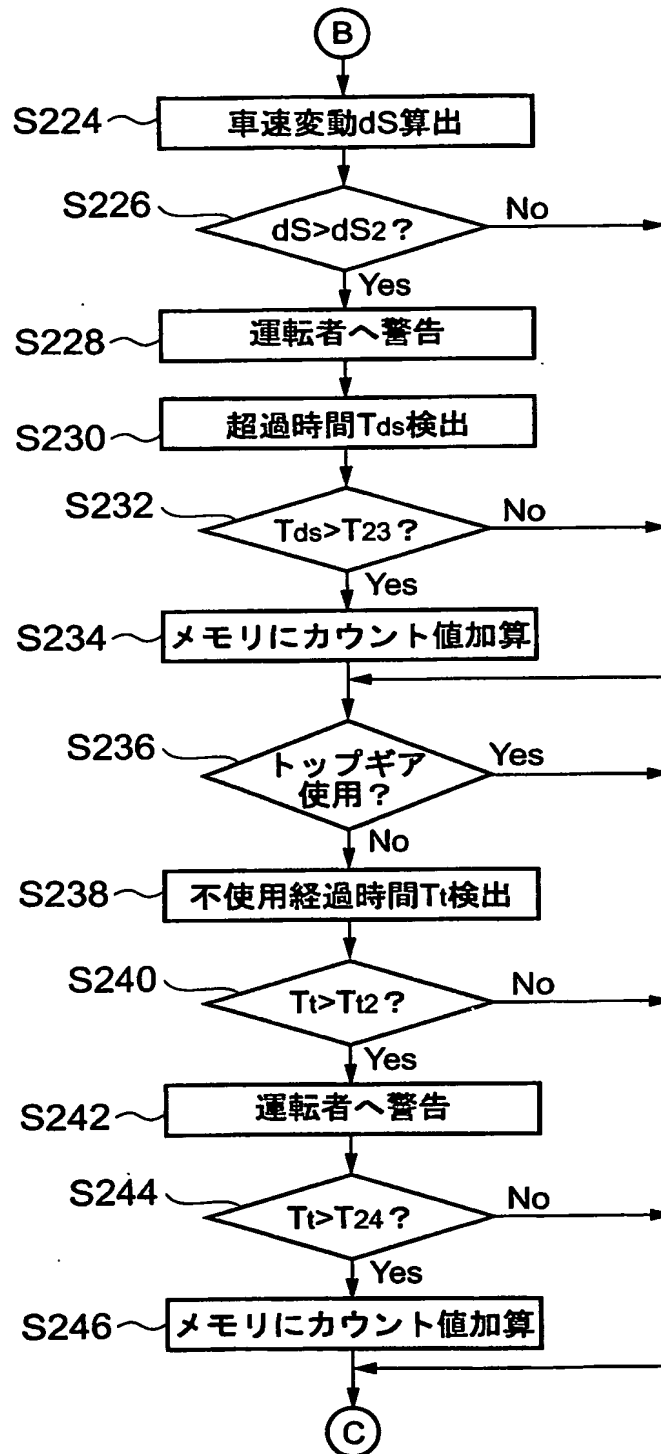 B
S224
車速変動dS算出
S226
dS>dS2?
No
Yes
S228
運転者へ警告
S230
超過時間Tds検出
S232
Tds>T23?
No
Yes
S234
メモリにカウント値加算
S236
トップギア
使用?
Yes
No
S238
不使用経過時間Tt検出
S240
Tt>Tt2?
No
Yes
S242
運転者へ警告
S244
Tt>T24?
No
Yes
S246
メモリにカウント値加算
C